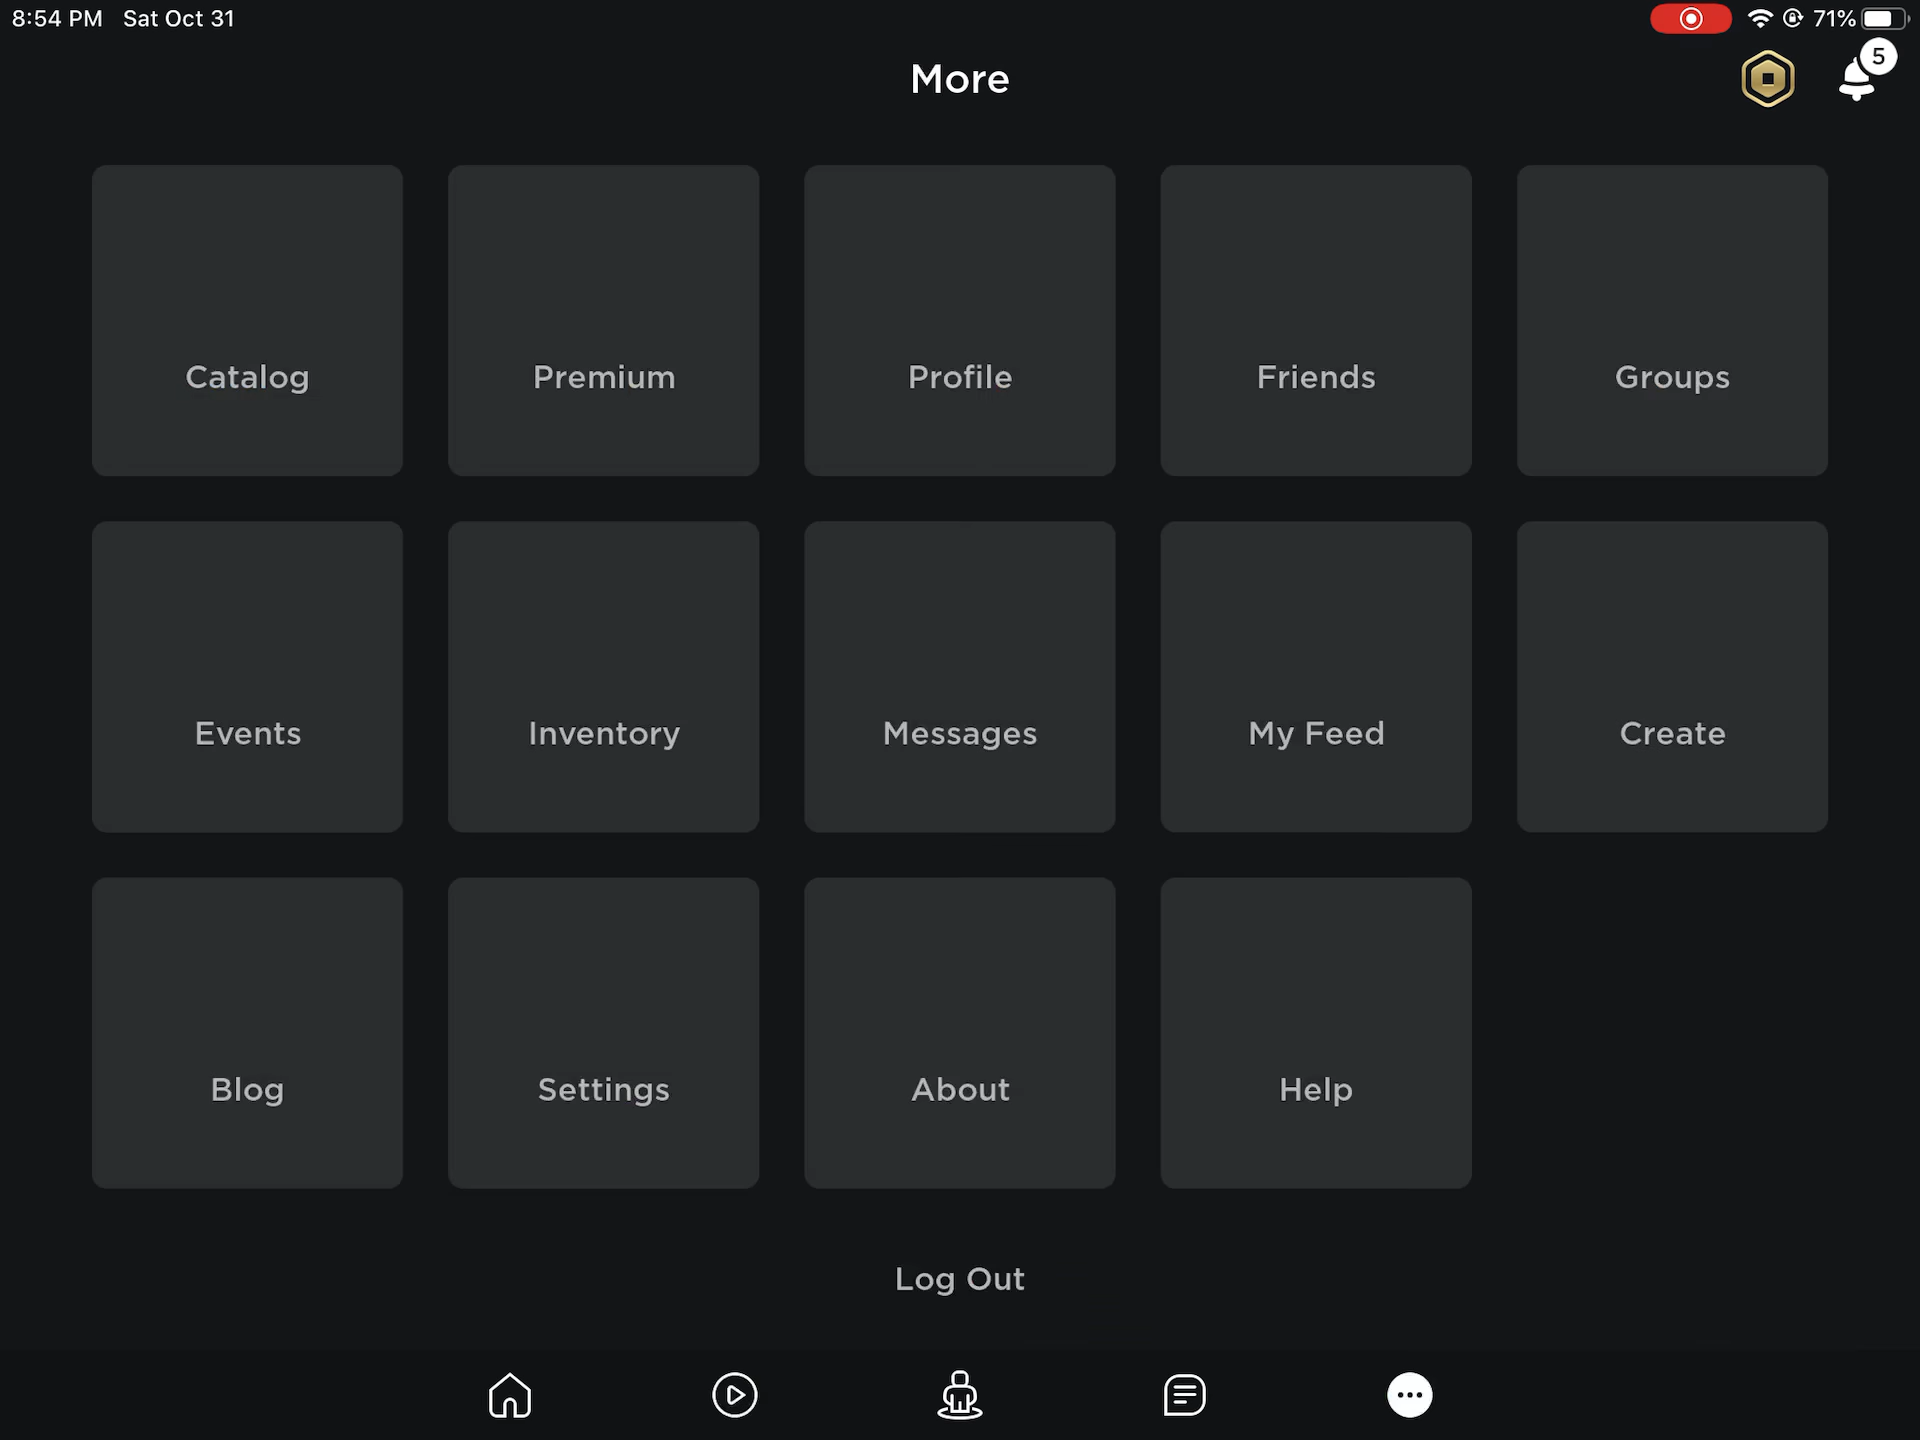 8:54 PM Sat Oct 31
71%
More
5
Catalog Premium Profile Friends Groups
Events Inventory Messages My Feed Create
Blog Settings About Help
Log Out